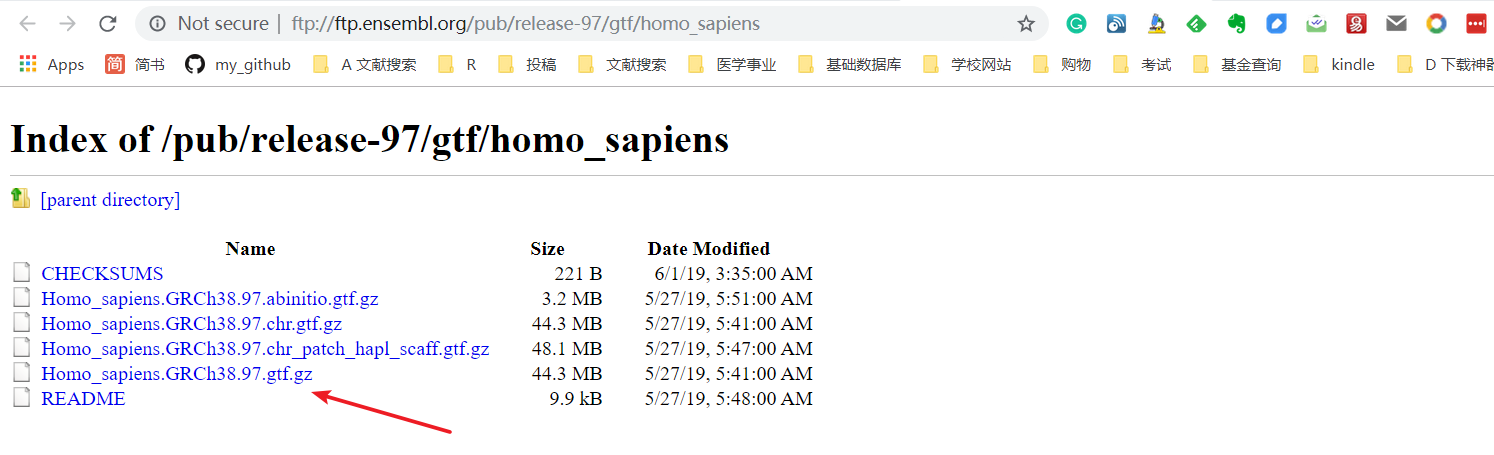 Not secure | ftp://ftp.ensembl.org/pub/release-97/gtf/homo_sapiens
Apps 简 简书 my_github A 文献搜索 R 投稿 文献搜索 医学事业 基础数据库 学校网站 购物 考试 基金查询 kindle D 下载神器
Index of /pub/release-97/gtf/homo_sapiens
[parent directory]
Name Size Date Modified
CHECKSUMS 221 B 6/1/19, 3:35:00 AM
Homo_sapiens.GRCh38.97.abinitio.gtf.gz 3.2 MB 5/27/19, 5:51:00 AM
Homo_sapiens.GRCh38.97.chr.gtf.gz 44.3 MB 5/27/19, 5:41:00 AM
Homo_sapiens.GRCh38.97.chr_patch_hapl_scaff.gtf.gz 48.1 MB 5/27/19, 5:47:00 AM
Homo_sapiens.GRCh38.97.gtf.gz 44.3 MB 5/27/19, 5:41:00 AM
README 9.9 kB 5/27/19, 5:48:00 AM